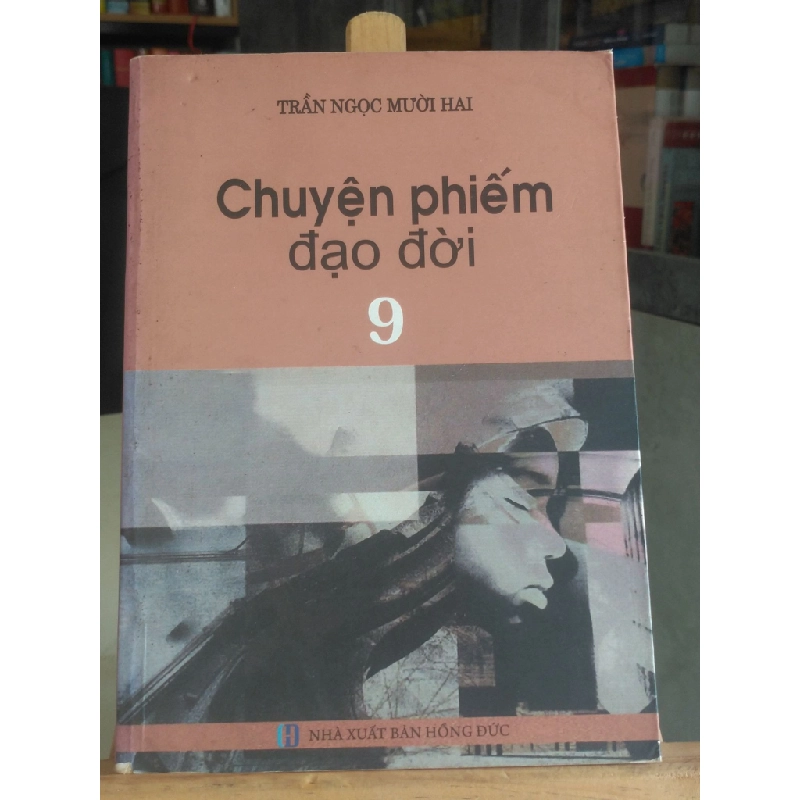 TRẦN NGỌC MƯỜI HAI
Chuyện phiếm
đạo đời
9
NHÀ XUẤT BẢN HỒNG ĐỨC